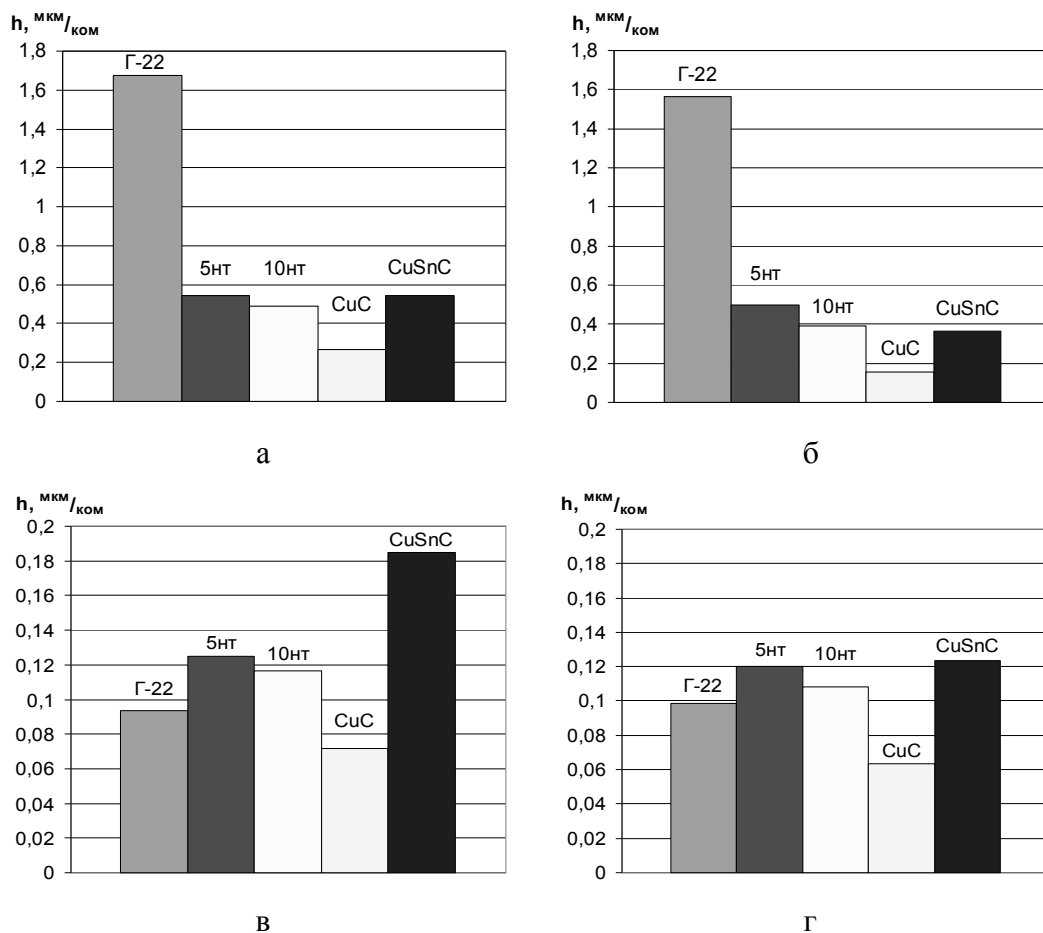 h, мкм/ком
1,8
1,6
1,4
1,2
1
0,8
0,6
0,4
0,2
0
Г-22
5нт
10нт
CuC
CuSnC
а
h, мкм/ком
1,8
1,6
1,4
1,2
1
0,8
0,6
0,4
0,2
0
Г-22
5нт
10нт
CuC
CuSnC
б
h, мкм/ком
0,2
0,18
0,16
0,14
0,12
0,1
0,08
0,06
0,04
0,02
0
Г-22
5нт
10нт
CuC
CuSnC
в
h, мкм/ком
0,2
0,18
0,16
0,14
0,12
0,1
0,08
0,06
0,04
0,02
0
Г-22
5нт
10нт
CuC
CuSnC
г